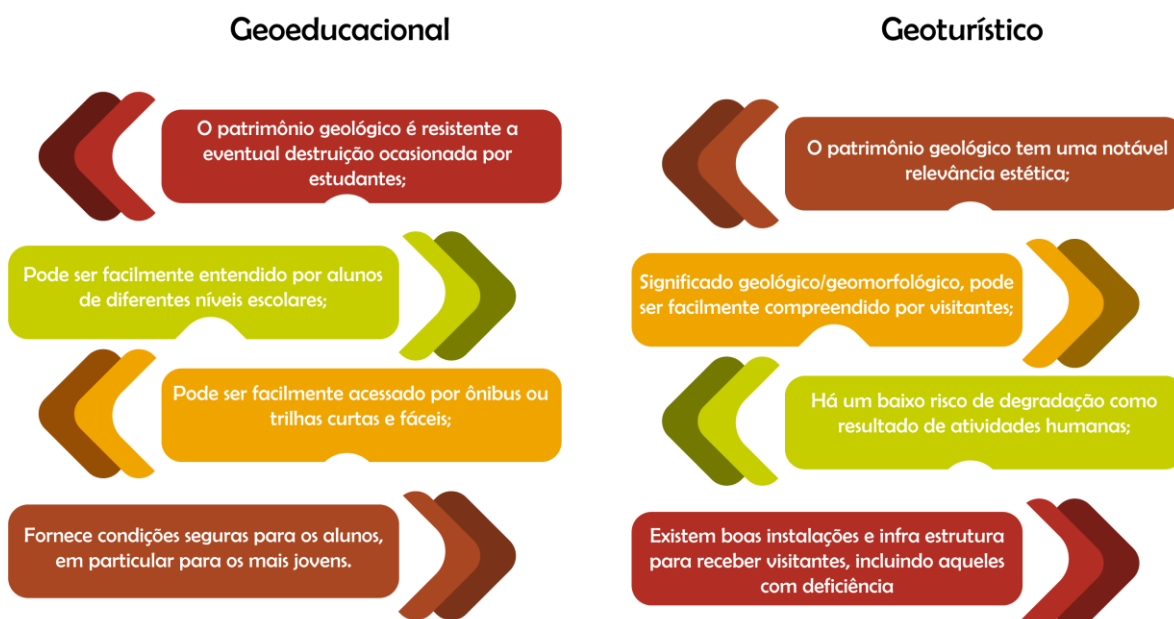 Geoeducacional
O patrimônio geológico é resistente a
eventual destruição ocasionada por
estudantes;
Pode ser facilmente entendido por alunos
de diferentes níveis escolares;
Pode ser facilmente acessado por ônibus ou
trilhas curtas e fáceis;
Fornece condições seguras para os alunos,
em particular para os mais jovens.
Geoturístico
O patrimônio geológico tem uma notável
relevância estética;
Significado geológico/geomorfológico, pode
ser facilmente compreendido por visitantes;
Há um baixo risco de degradação como
resultado de atividades humanas;
Existem boas instalações e infra estrutura
para receber visitantes, incluindo aqueles
com deficiência